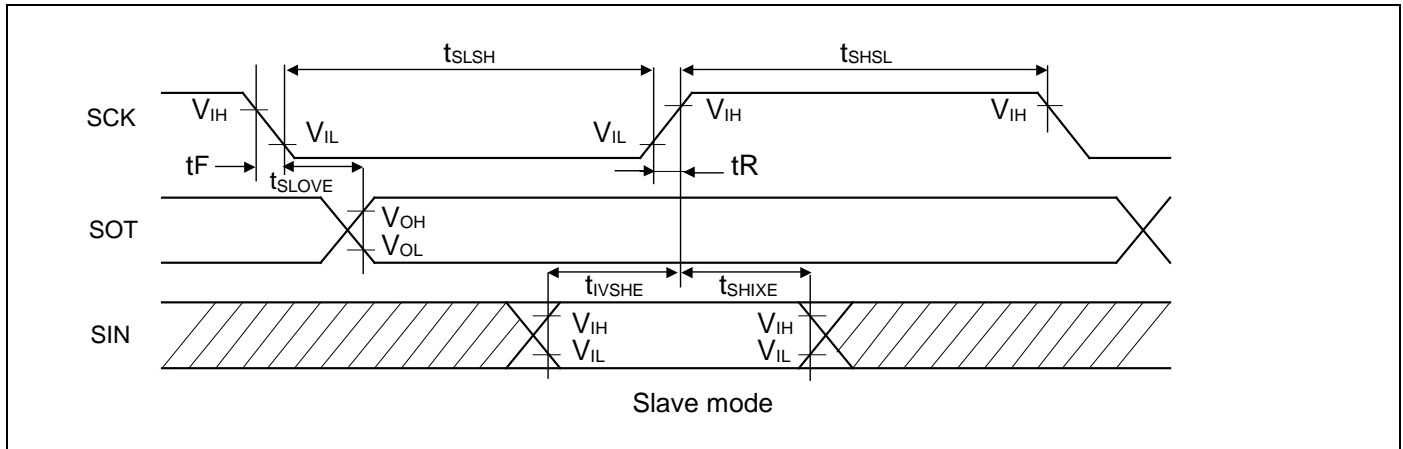 tSLSH tSHSL
SCK VIH VIL VIL VIH VIH
tF tSLOVE tR
SOT VOH
VOL
tIVSHE tSHIXE
SIN VIH VIH
VIL VIL
Slave mode